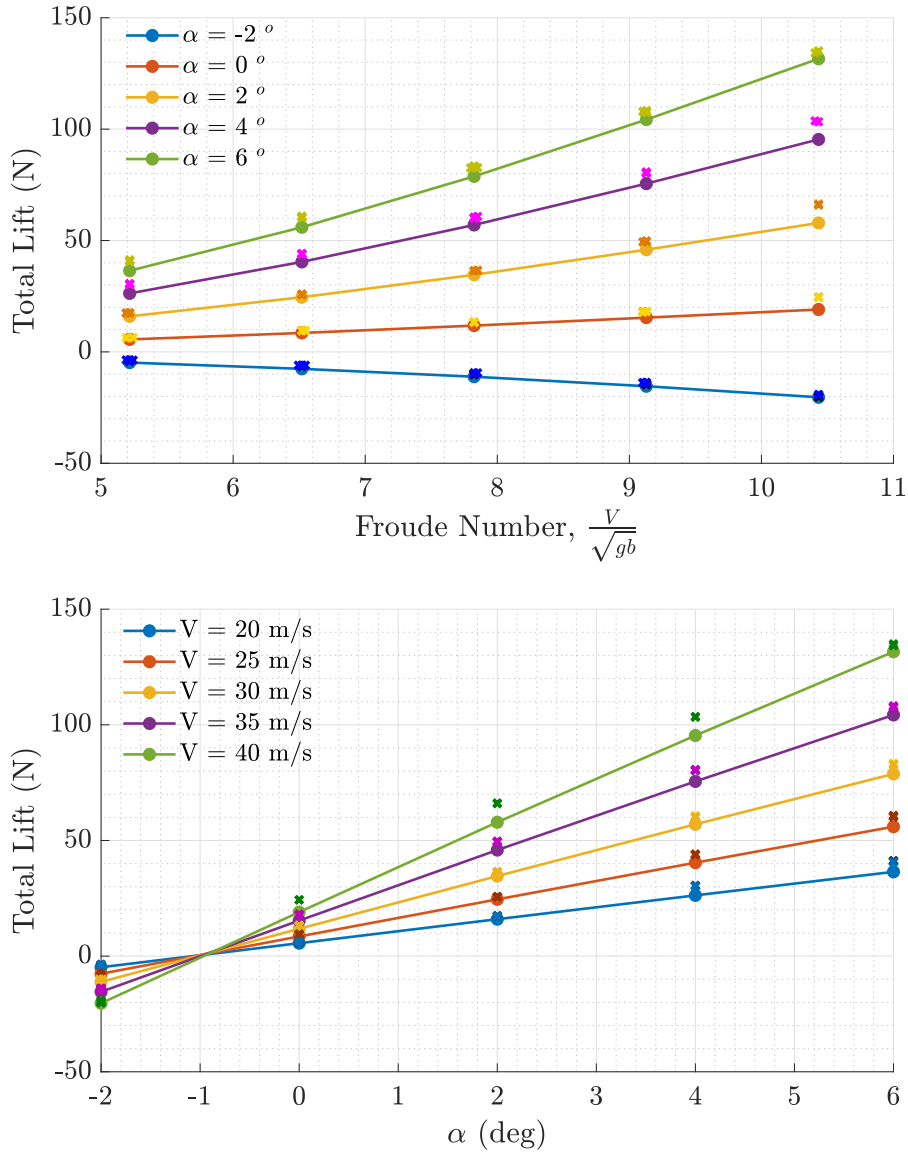 150
100
50
0
-50
Total Lift (N)
α = -2 o
α = 0 o
α = 2 o
α = 4 o
α = 6 o
5 6 7 8 9 10 11
Froude Number, V/√gb
150
100
50
0
-50
Total Lift (N)
V = 20 m/s
V = 25 m/s
V = 30 m/s
V = 35 m/s
V = 40 m/s
-2 -1 0 1 2 3 4 5 6
α (deg)